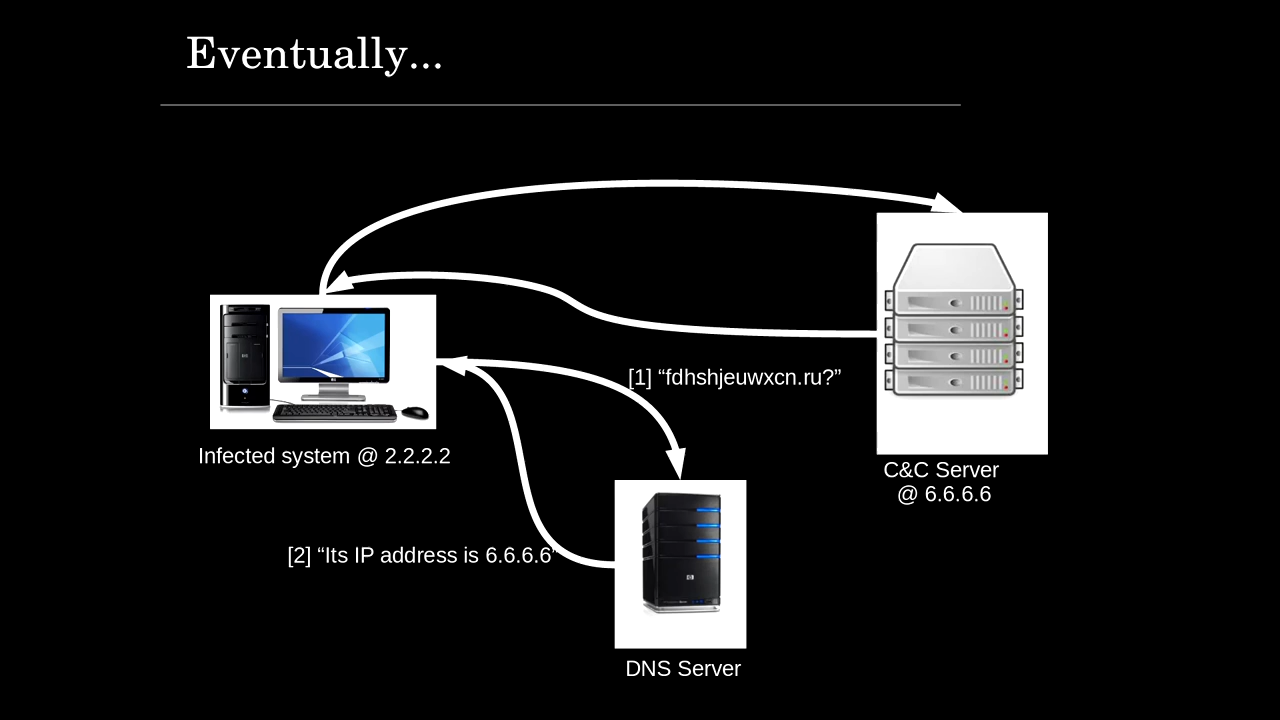 Eventually...
[1] “fdhshjeuwxcn.ru?”
Infected system @ 2.2.2.2
C&C Server
@ 6.6.6.6
[2] “Its IP address is 6.6.6.6”
DNS Server